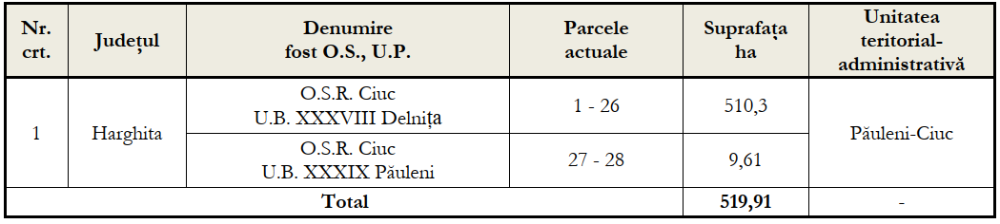 Nr. crt. | Județul | Denumire fost O.S., U.P. | Parcele actuale | Suprafața ha | Unitatea teritorial-administrativă
1 | Harghita | O.S.R. Ciuc U.B. XXXVIII Delnița | 1 - 26 | 510,3 | Păuleni-Ciuc
O.S.R. Ciuc U.B. XXXIX Păuleni | 27 - 28 | 9,61
Total | 519,91 | -